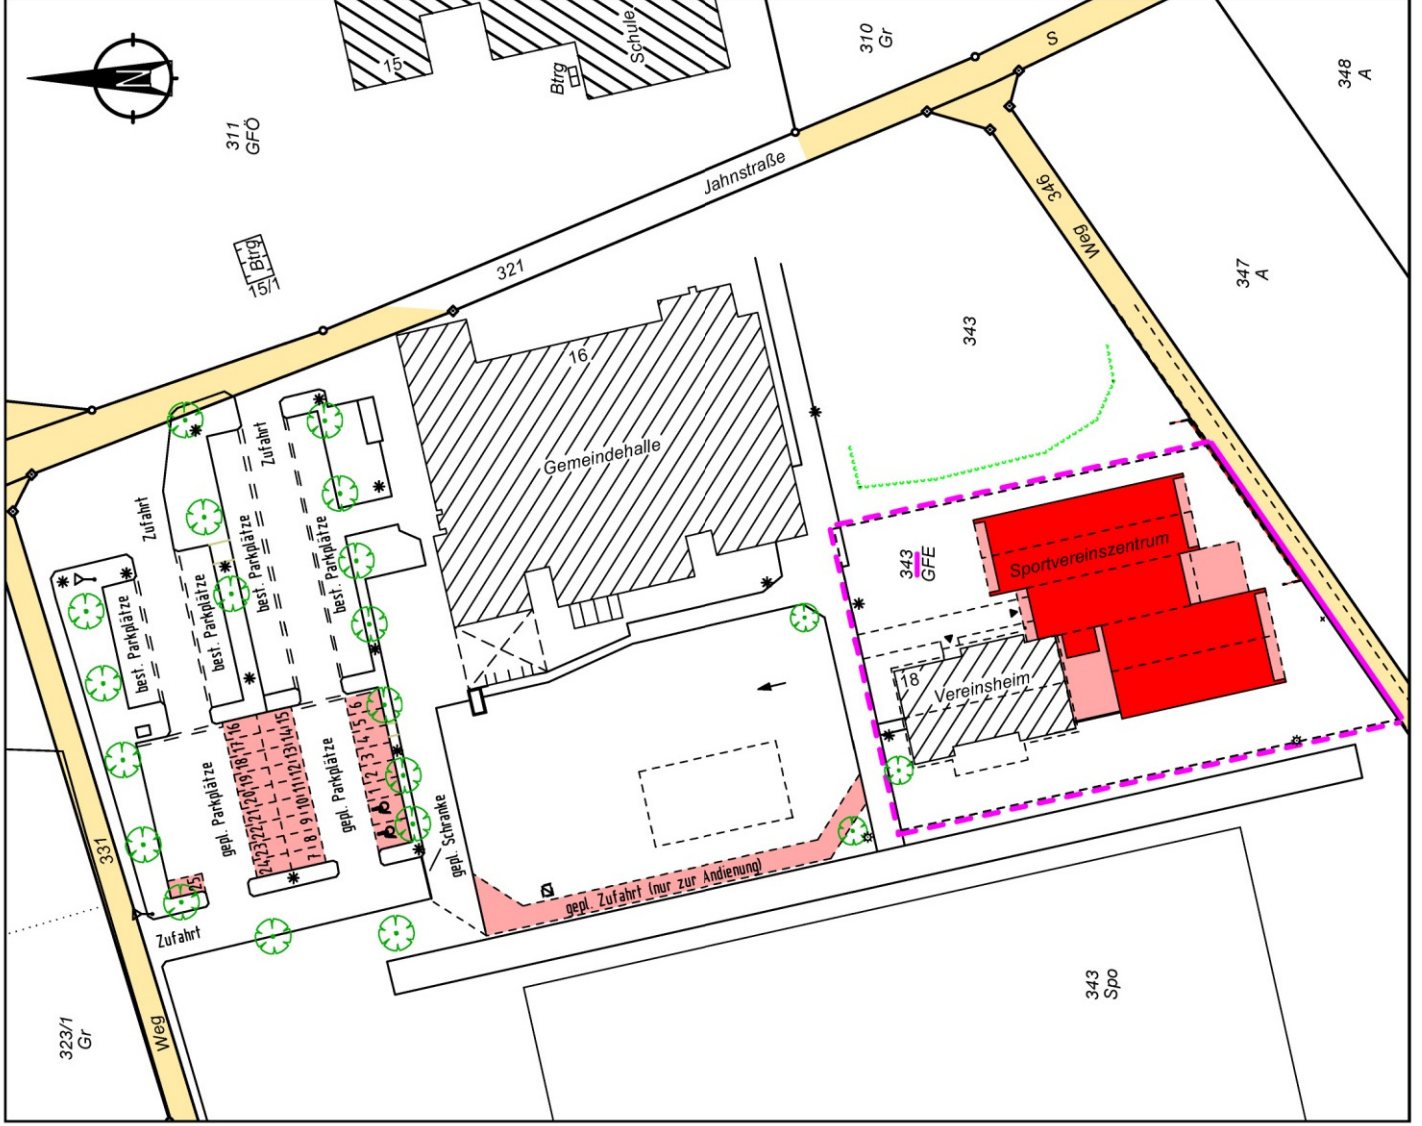 N
311
GFÖ
15
Schule
Btrg
310
Gr
S
348
A
Jahnstraße
346
Weg
347
A
Btrg
15/1
321
343
16
Gemeindehalle
Zufahrt
Zufahrt
best. Parkplätze
best. Parkplätze
best. Parkplätze
best. Parkplätze
343
GFE
Sportvereinszentrum
18
Vereinsheim
gepl. Parkplätze
24 23 22 21 20 19 18 17 16
7 8 9 10 11 12 13 14 15
gepl. Parkplätze
1 2 3 4 5 6
25
gepl. Schranke
gepl. Zufahrt (nur zur Andienung)
331
Zufahrt
Weg
323/1
Gr
343
Spo